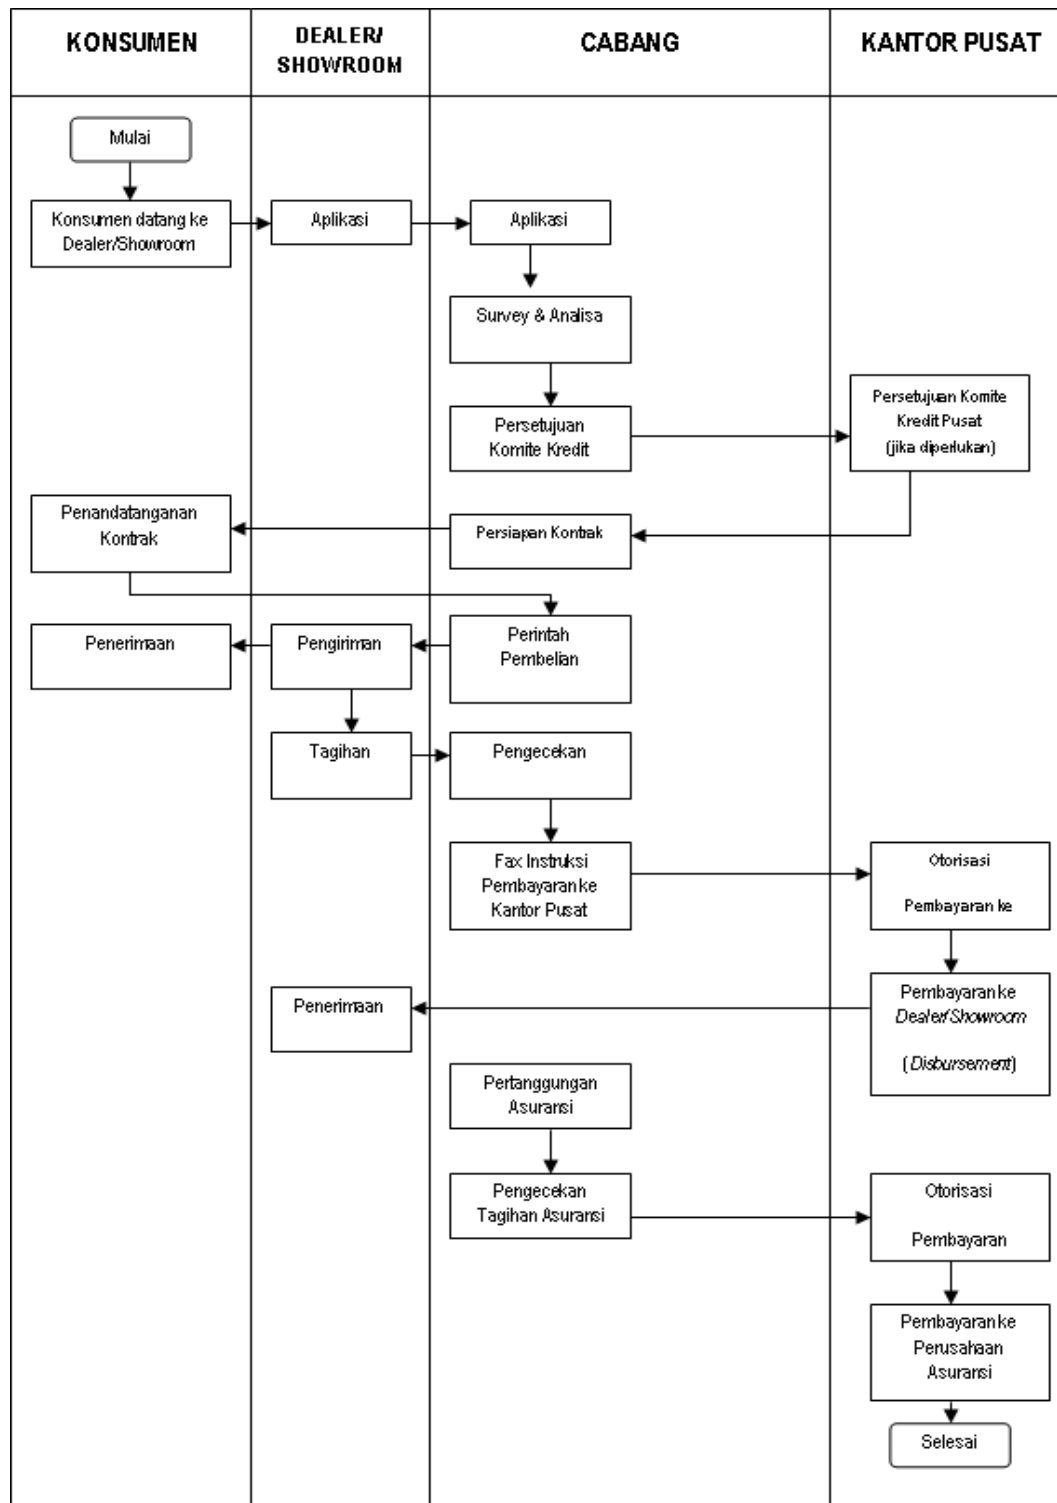 KONSUMEN
DEALER/
SHOWROOM
CABANG
KANTOR PUSAT
Mulai
Konsumen datang ke
Dealer/Showroom
Aplikasi
Aplikasi
Survey & Analisa
Persetujuan
Komite Kredit
Persetujuan Komite
Kredit Pusat
(jika diperlukan)
Penandatanganan
Kontrak
Persiapan Kontrak
Penerimaan
Pengiriman
Perintah
Pembelian
Tagihan
Pengecekan
Fax Instruksi
Pembayaran ke
Kantor Pusat
Otorisasi
Pembayaran ke
Penerimaan
Pembayaran ke
Dealer/Showroom
(Disbursement)
Pertanggungan
Asuransi
Pengecekan
Tagihan Asuransi
Otorisasi
Pembayaran
Pembayaran ke
Perusahaan
Asuransi
Selesai